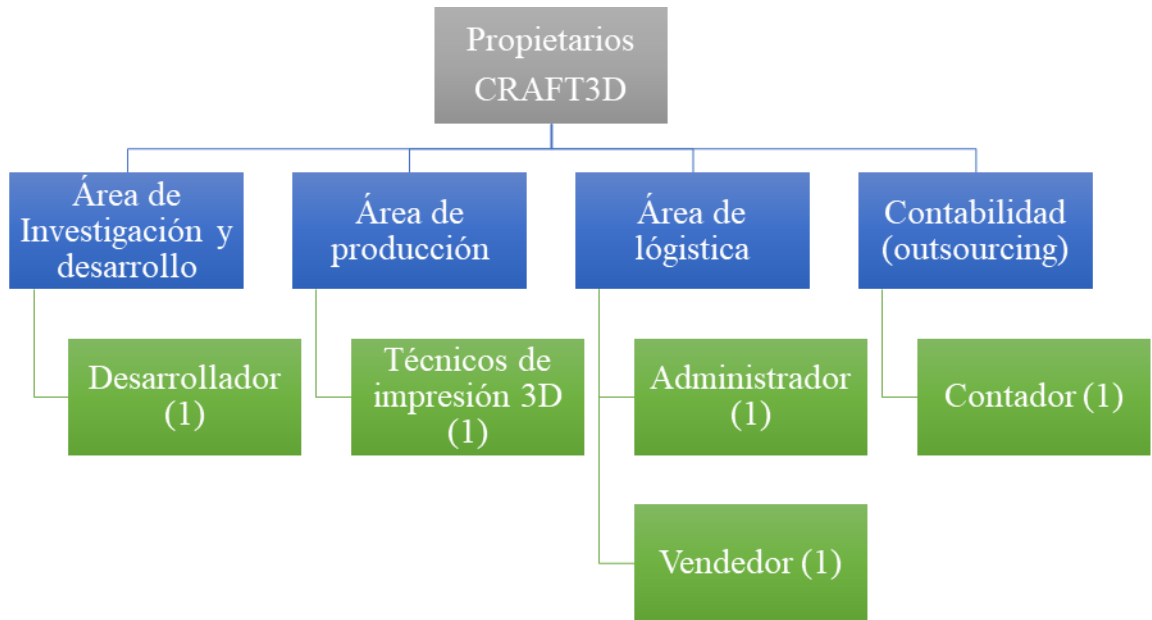 Propietarios
CRAFT3D
Área de
Investigación y
desarrollo
Área de
producción
Área de
lógistica
Contabilidad
(outsourcing)
Desarrollador
(1)
Técnicos de
impresión 3D
(1)
Administrador
(1)
Contador (1)
Vendedor (1)